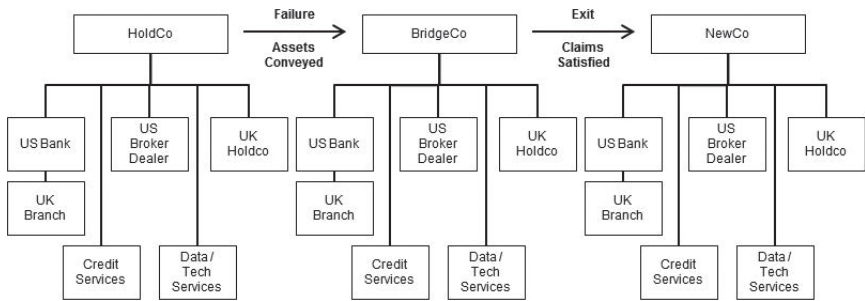 Failure
Exit
HoldCo
BridgeCo
NewCo
Assets
Conveyed
Claims
Satisfied
US Bank
US
Broker
Dealer
UK
Holdco
US Bank
US
Broker
Dealer
UK
Holdco
US Bank
US
Broker
Dealer
UK
Holdco
UK
Branch
UK
Branch
UK
Branch
Credit
Services
Data /
Tech
Services
Credit
Services
Data /
Tech
Services
Credit
Services
Data /
Tech
Services